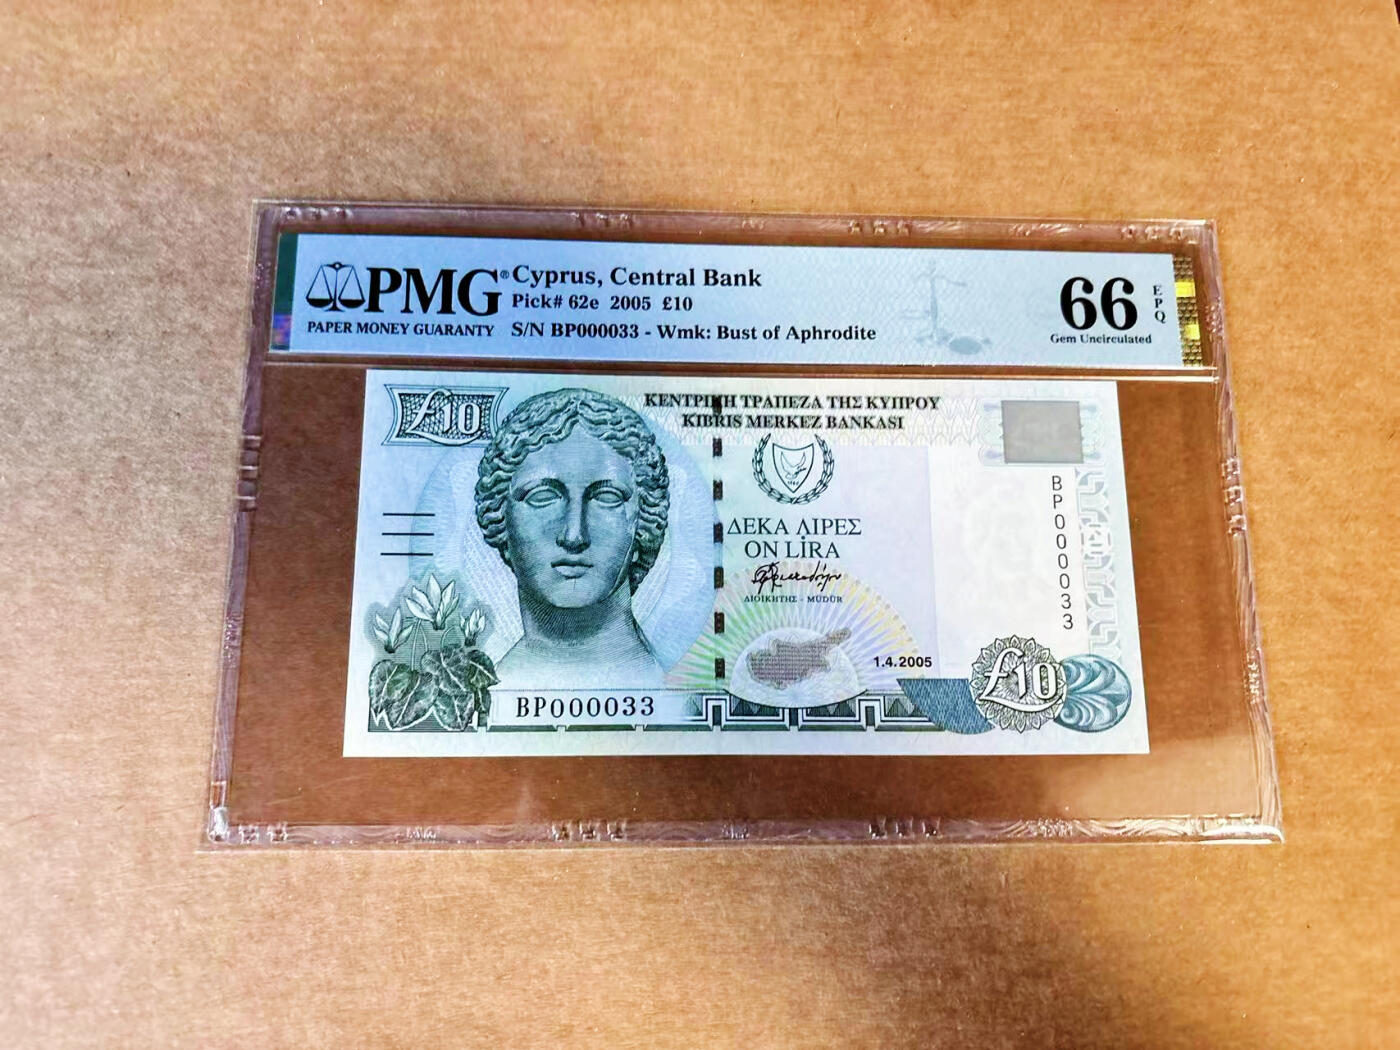 PMG®
PAPER MONEY GUARANTY
Cyprus, Central Bank
Pick# 62e 2005 £10
S/N BP000033 - Wmk: Bust of Aphrodite
66
EPQ
Gem Uncirculated
£10
ΚΕΝΤΡΙΚΗ ΤΡΑΠΕΖΑ ΤΗΣ ΚΥΠΡΟΥ
KIBRIS MERKEZ BANKASI
ΔΕΚΑ ΛΙΡΕΣ
ON LİRA
ΔΙΟΙΚΗΤΗΣ - MÜDÜR
BP000033
1.4.2005
£10
BP000033